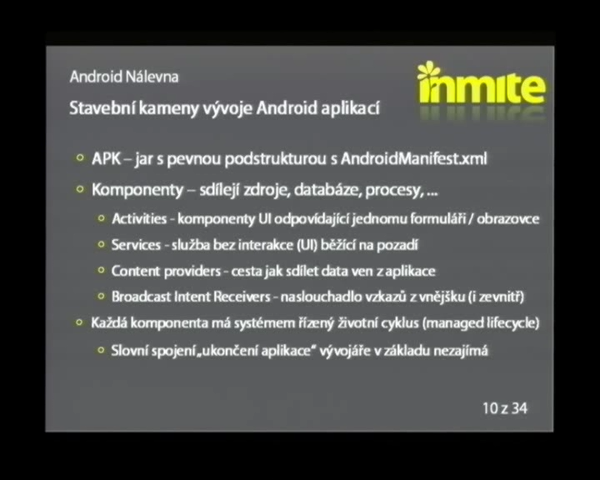 Android Nálevna
inmite
Stavební kameny vývoje Android aplikací
APK – jar s pevnou podstrukturou s AndroidManifest.xml
Komponenty – sdílejí zdroje, databáze, procesy, ...
Activities - komponenty UI odpovídající jednomu formuláři / obrazovce
Services - služba bez interakce (UI) běžící na pozadí
Content providers - cesta jak sdílet data ven z aplikace
Broadcast Intent Receivers - naslouchadlo vzkazů z vnějšku (i zevnitř)
Každá komponenta má systémem řízený životní cyklus (managed lifecycle)
Slovní spojení „ukončení aplikace“ vývojáře v základu nezajímá
10 z 34